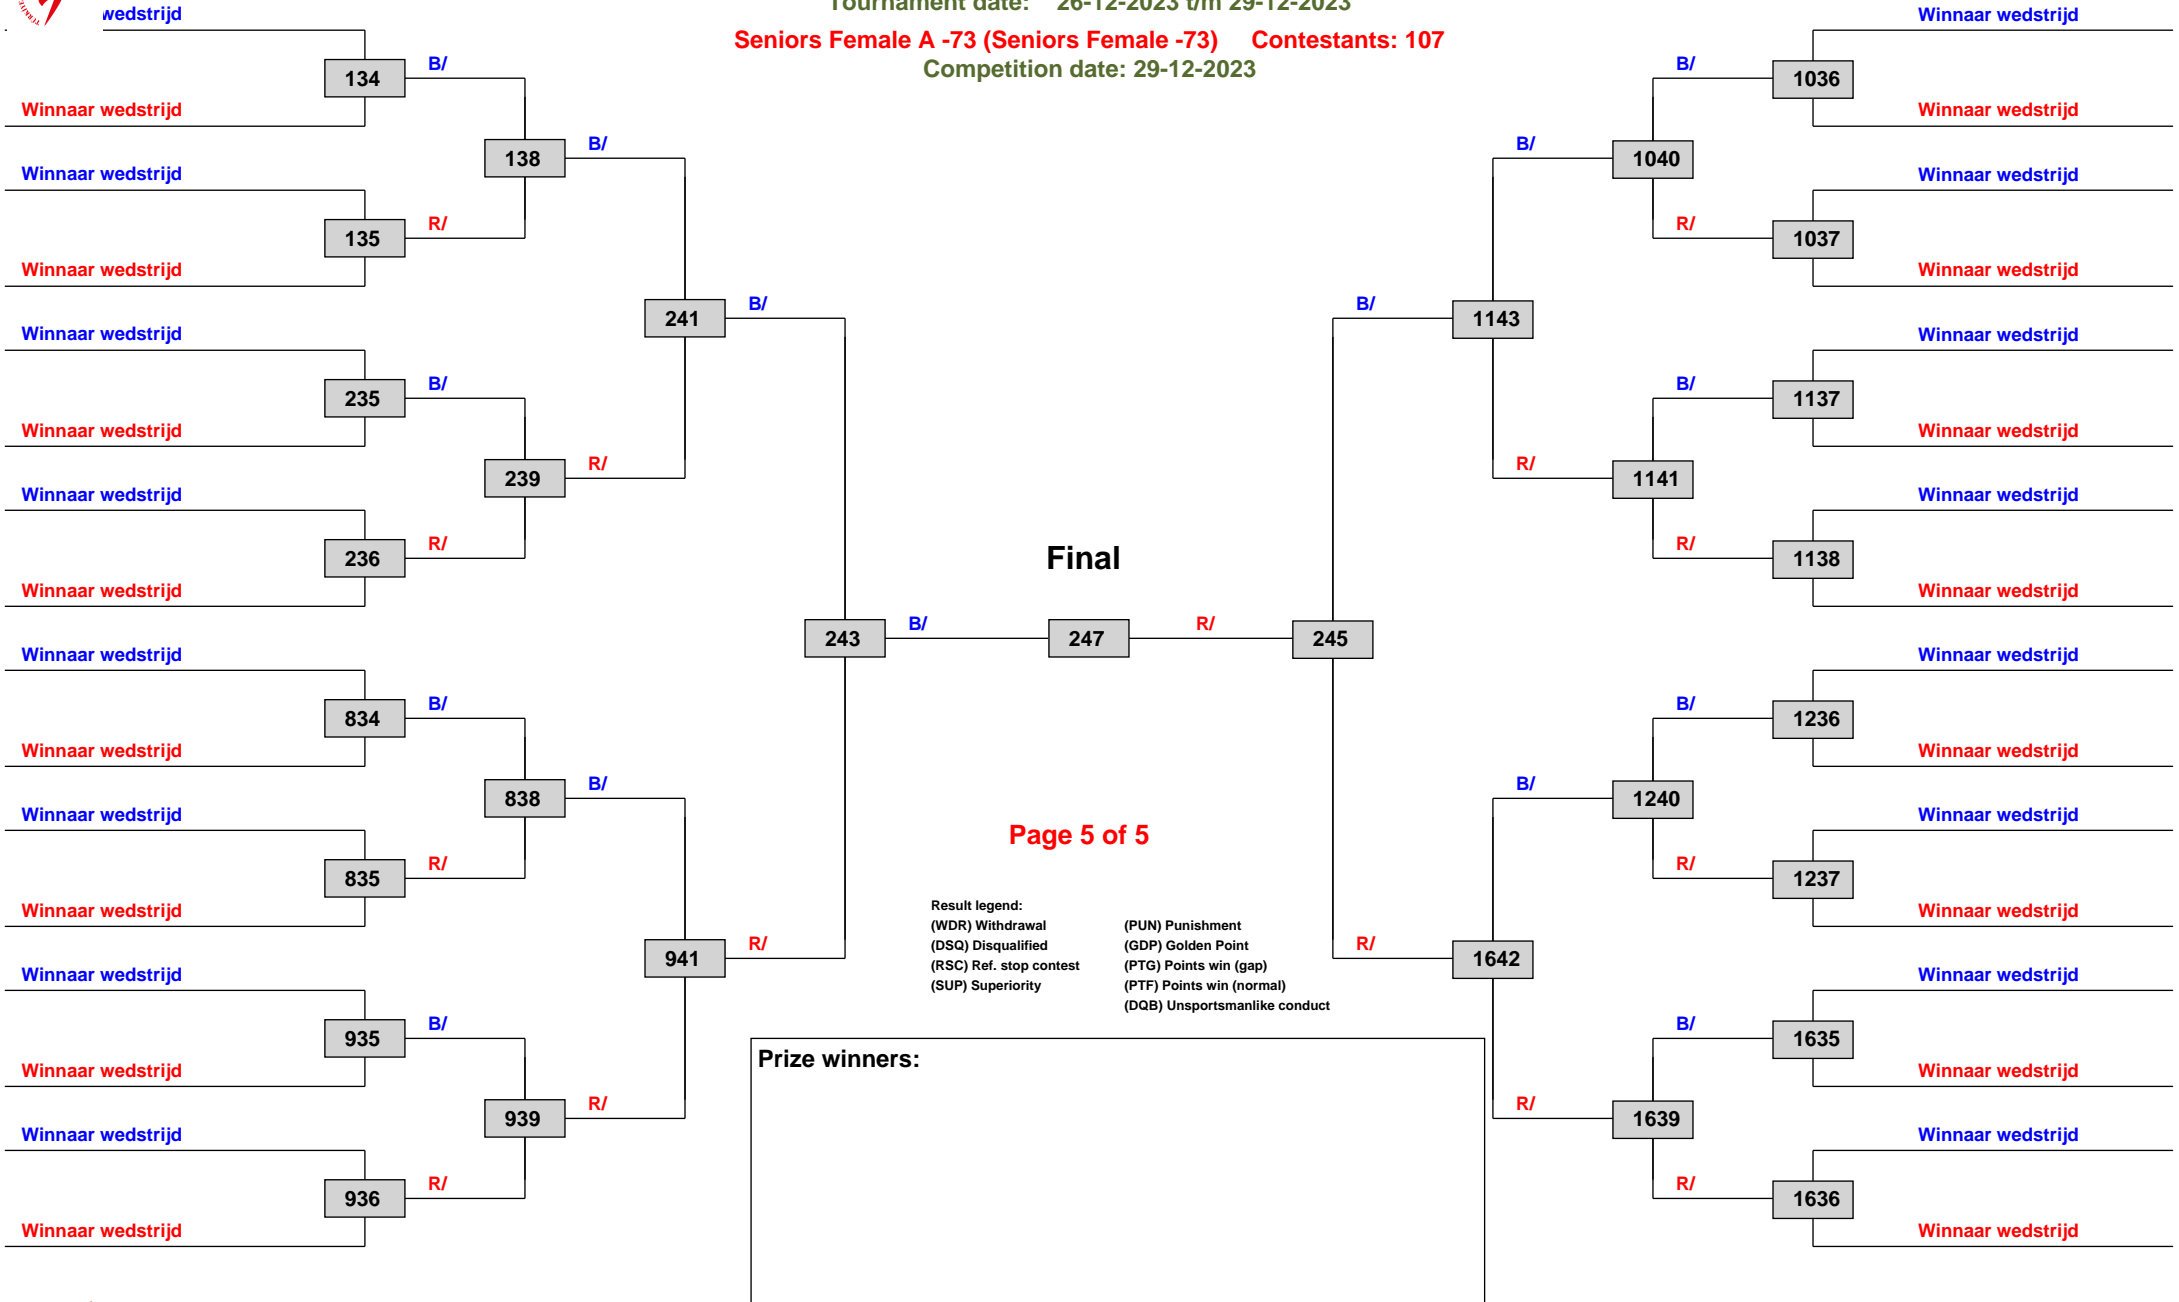 Tournament date: 26-12-2023 t/m 29-12-2023
Seniors Female A -73 (Seniors Female -73) Contestants: 107
Competition date: 29-12-2023
wedstrijd
134
B/
Winnaar wedstrijd
138
B/
Winnaar wedstrijd
135
R/
Winnaar wedstrijd
241
B/
Winnaar wedstrijd
235
B/
Winnaar wedstrijd
239
R/
Winnaar wedstrijd
236
R/
Winnaar wedstrijd
243
B/
Winnaar wedstrijd
834
B/
Winnaar wedstrijd
838
B/
Winnaar wedstrijd
835
R/
Winnaar wedstrijd
941
R/
Winnaar wedstrijd
935
B/
Winnaar wedstrijd
939
R/
Winnaar wedstrijd
936
R/
Winnaar wedstrijd
Final
247
R/
245
Page 5 of 5
Result legend:
(WDR) Withdrawal
(DSQ) Disqualified
(RSC) Ref. stop contest
(SUP) Superiority
(PUN) Punishment
(GDP) Golden Point
(PTG) Points win (gap)
(PTF) Points win (normal)
(DQB) Unsportsmanlike conduct
Prize winners:
Winnaar wedstrijd
B/
1036
Winnaar wedstrijd
B/
1040
Winnaar wedstrijd
R/
1037
Winnaar wedstrijd
B/
1143
Winnaar wedstrijd
B/
1137
Winnaar wedstrijd
R/
1141
Winnaar wedstrijd
R/
1138
Winnaar wedstrijd
Winnaar wedstrijd
B/
1236
Winnaar wedstrijd
B/
1240
Winnaar wedstrijd
R/
1237
Winnaar wedstrijd
R/
1642
Winnaar wedstrijd
B/
1635
Winnaar wedstrijd
R/
1639
Winnaar wedstrijd
R/
1636
Winnaar wedstrijd